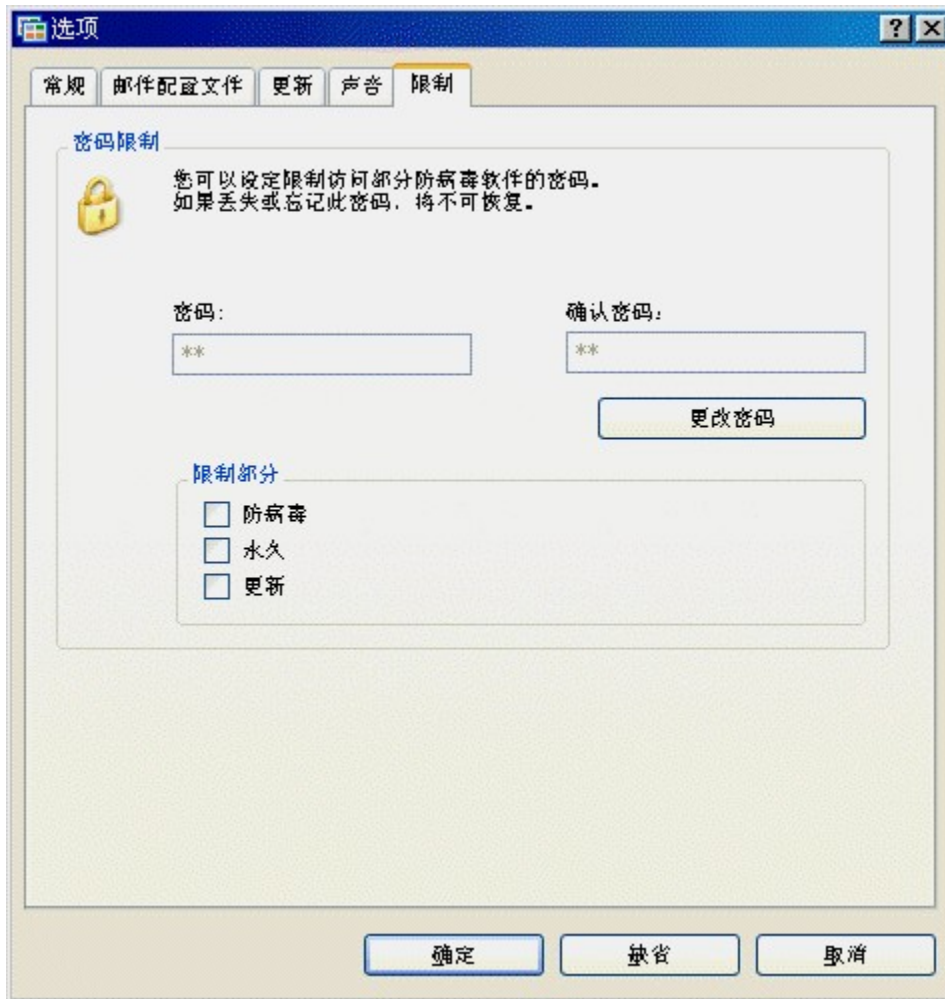 选项
常规 邮件配置文件 更新 声音 限制
密码限制
您可以设定限制访问部分防病毒软件的密码。
如果丢失或忘记此密码，将不可恢复。
密码: 确认密码:
** **
更改密码
限制部分
防病毒
永久
更新
确定 缺省 取消